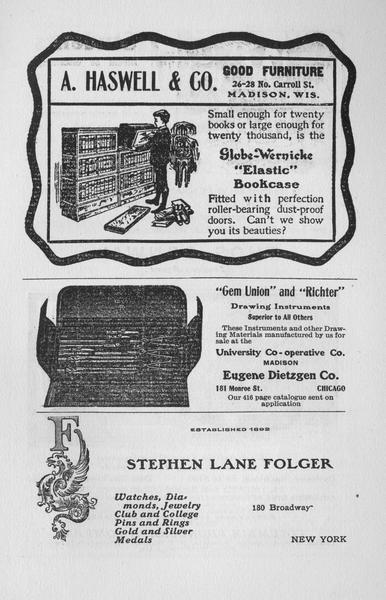 A. HASWELL & CO.
GOOD FURNITURE
26-28 No. Carroll St.
MADISON, WIS.
Small enough for twenty
books or large enough for
twenty thousand, is the
Globe-Wernicke
"Elastic"
Bookcase
Fitted with perfection
roller-bearing dust-proof
doors. Can't we show
you its beauties?
"Gem Union" and "Richter"
Drawing Instruments
Superior to All Others
These Instruments and other Draw-
ing Materials manufactured by us for
sale at the
University Co-operative Co.
MADISON
Eugene Dietzgen Co.
181 Monroe St. CHICAGO
Our 416 page catalogue sent on
application
F
ESTABLISHED 1892
STEPHEN LANE FOLGER
Watches, Dia-
monds, Jewelry
Club and College
Pins and Rings
Gold and Silver
Medals
180 Broadway
NEW YORK